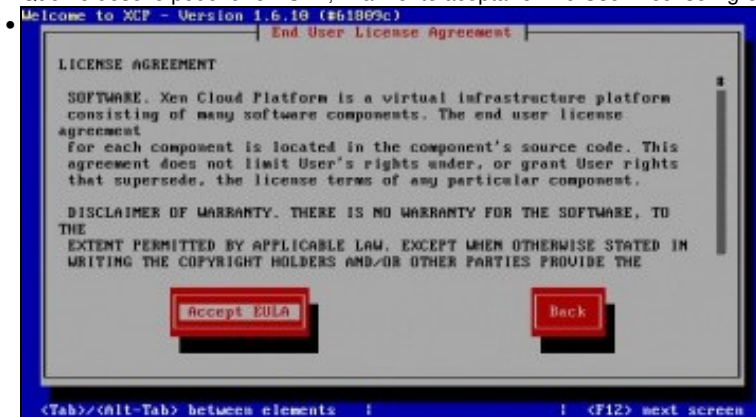 Welcome to XCP - Version 1.6.10 (#61809c)
End User License Agreement
LICENSE AGREEMENT
SOFTWARE. Xen Cloud Platform is a virtual infrastructure platform
consisting of many software components. The end user license
agreement
for each component is located in the component's source code. This
agreement does not limit User's rights under, or grant User rights
that supersede, the license terms of any particular component.
DISCLAIMER OF WARRANTY. THERE IS NO WARRANTY FOR THE SOFTWARE, TO
THE
EXTENT PERMITTED BY APPLICABLE LAW. EXCEPT WHEN OTHERWISE STATED IN
WRITING THE COPYRIGHT HOLDERS AND/OR OTHER PARTIES PROVIDE THE
Accept EULA Back
<Tab>/<Alt-Tab> between elements | | <F12> next screen